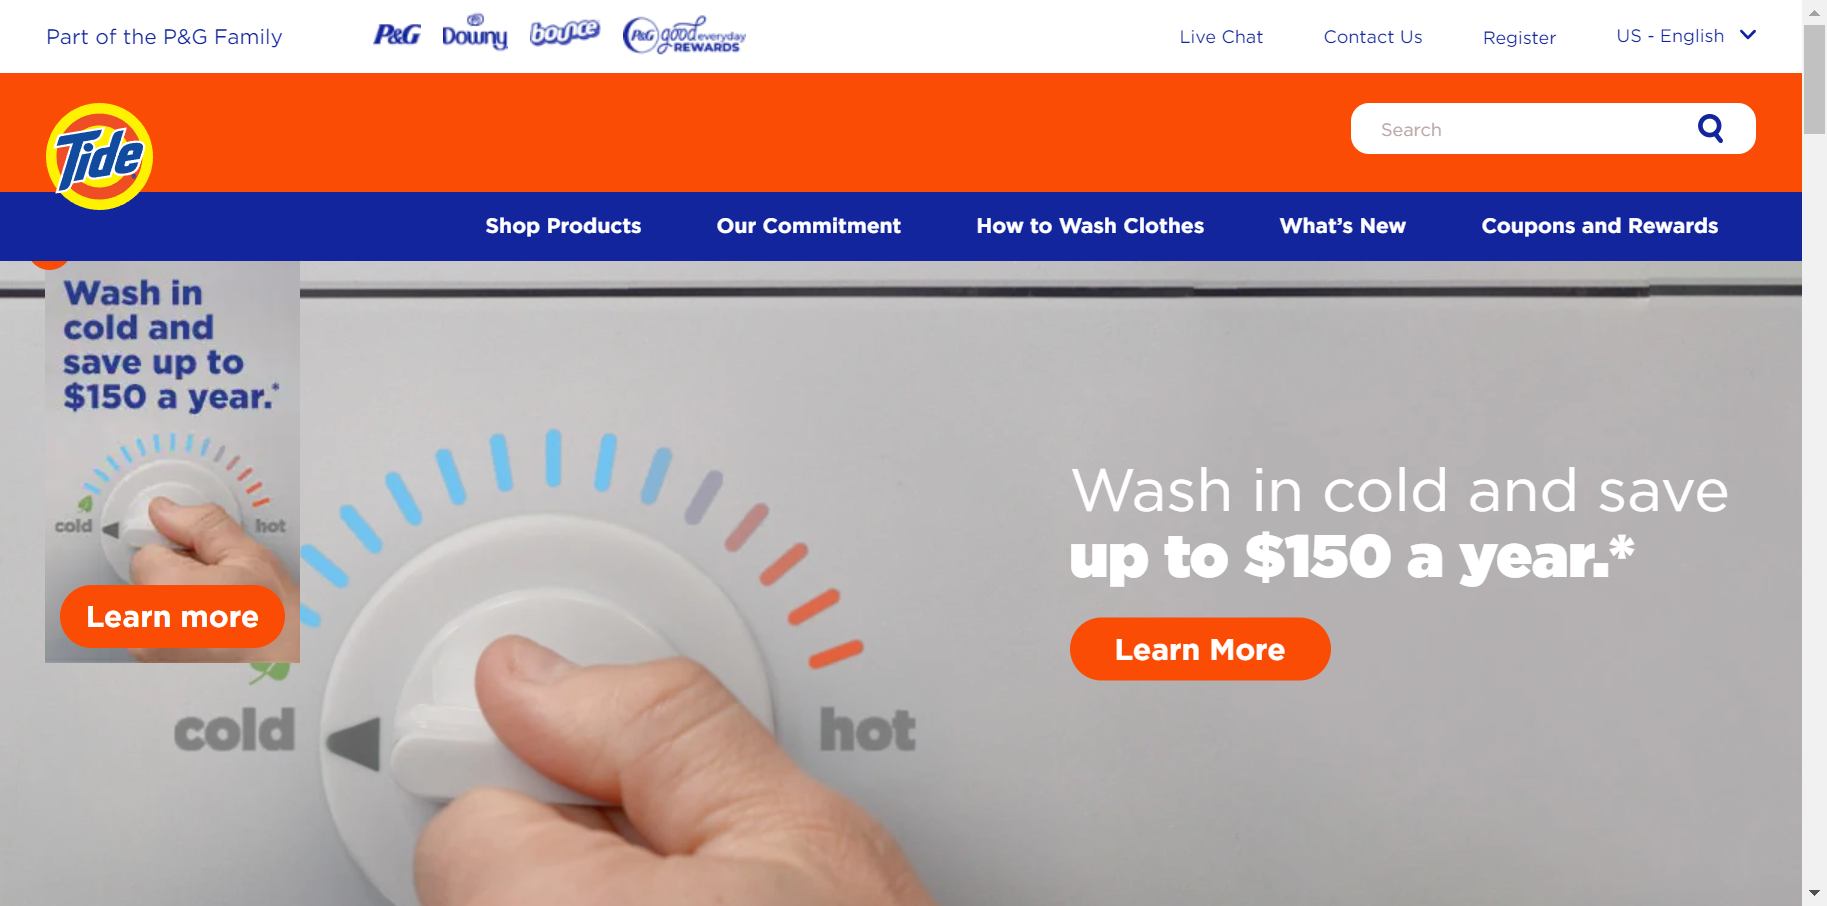 Part of the P&G Family
P&G
Downy
bounce
P&G good everyday
REWARDS
Live Chat
Contact Us
Register
US - English
Tide
Search
Shop Products
Our Commitment
How to Wash Clothes
What's New
Coupons and Rewards
Wash in
cold and
save up to
$150 a year.*
cold
hot
Learn more
Wash in cold and save
up to $150 a year.*
Learn More
cold
hot